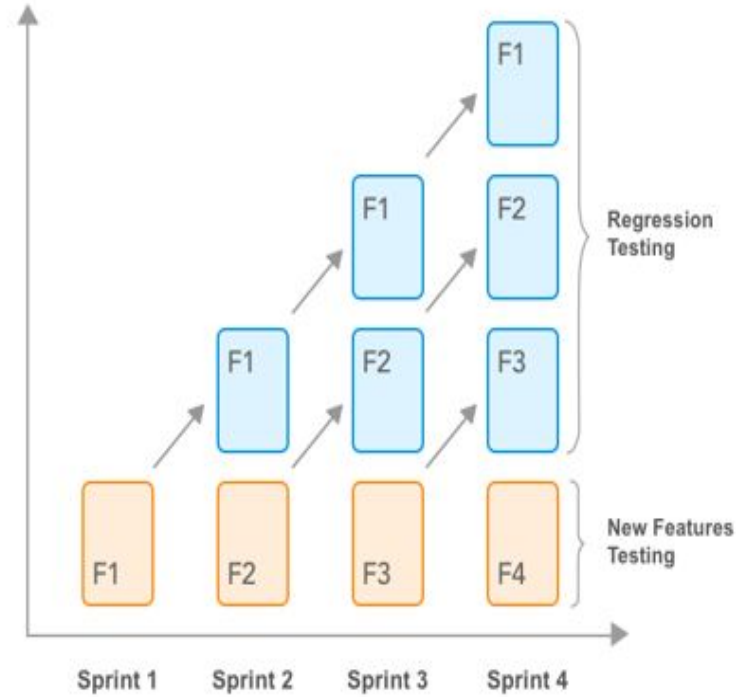 F1
F1
F2
Regression
Testing
F1
F2
F3
New Features
Testing
F1
F2
F3
F4
Sprint 1
Sprint 2
Sprint 3
Sprint 4